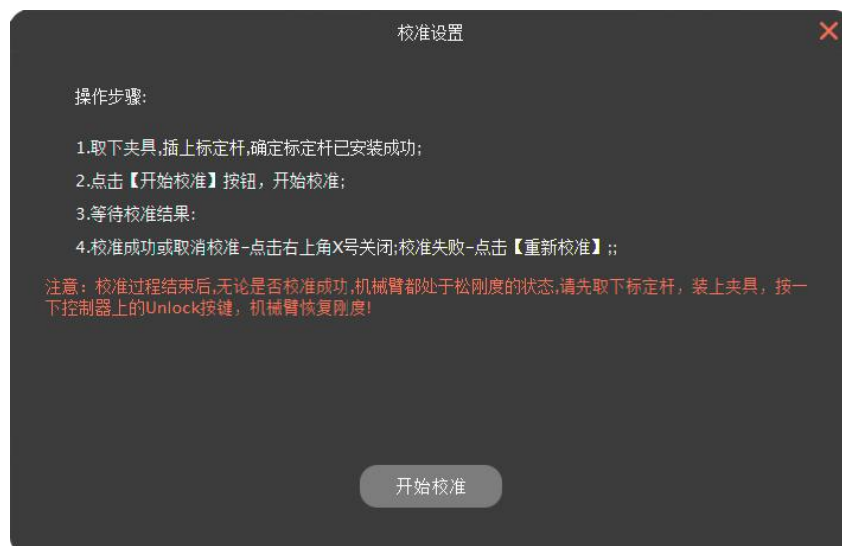 校准设置
操作步骤:
1.取下夹具,插上标定杆,确定标定杆已安装成功;
2.点击【开始校准】按钮，开始校准;
3.等待校准结果:
4.校准成功或取消校准-点击右上角X号关闭;校准失败-点击【重新校准】;;
注意：校准过程结束后,无论是否校准成功,机械臂都处于松刚度的状态,请先取下标定杆，装上夹具，按一
下控制器上的Unlock按键，机械臂恢复刚度!
开始校准